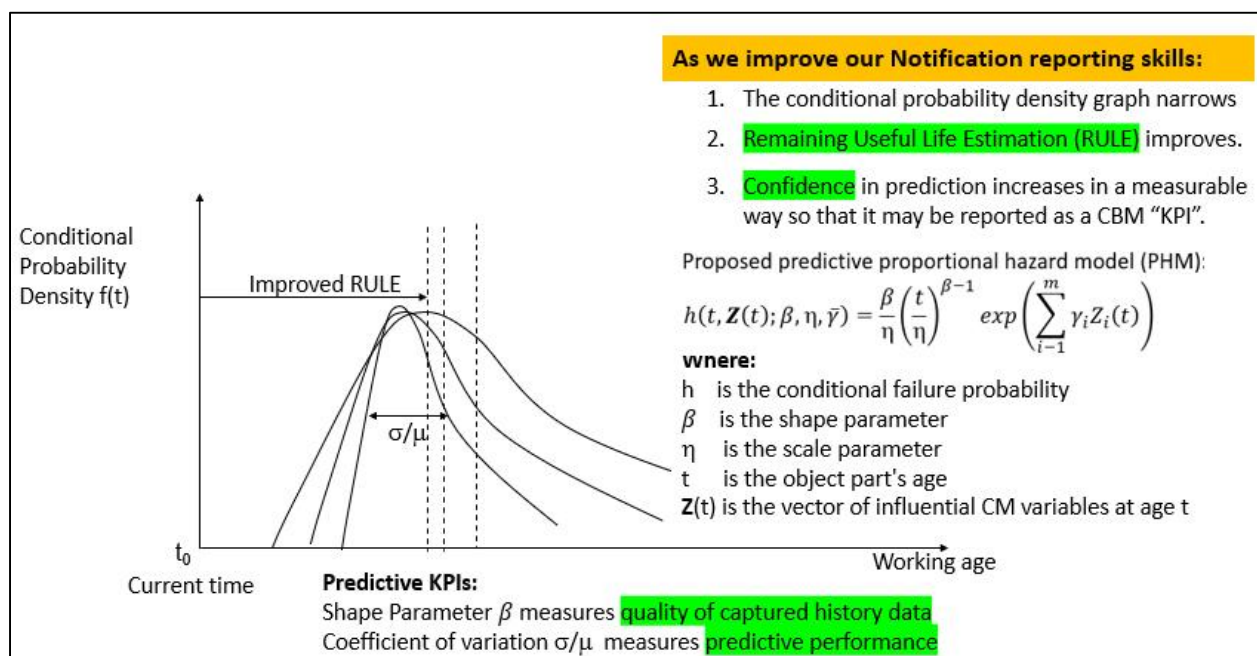 As we improve our Notification reporting skills:
1. The conditional probability density graph narrows
2. Remaining Useful Life Estimation (RULE) improves.
3. Confidence in prediction increases in a measurable
way so that it may be reported as a CBM “KPI”.
Conditional
Probability
Density f(t)
Improved RULE
σ/μ
t₀
Current time
Working age
Proposed predictive proportional hazard model (PHM):
h(t, Z(t); β, η, γ̄) = β/η (t/η)^(β−1) exp(∑_(i−1)^m γᵢZᵢ(t))
wnere:
h is the conditional failure probability
β is the shape parameter
η is the scale parameter
t is the object part's age
Z(t) is the vector of influential CM variables at age t
Predictive KPIs:
Shape Parameter β measures quality of captured history data
Coefficient of variation σ/μ measures predictive performance